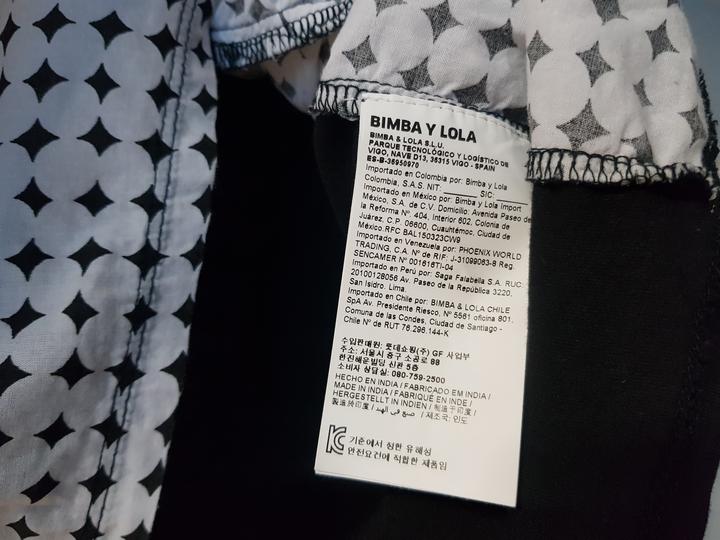 BIMBA Y LOLA
BIMBA & LOLA S.L.U.
PARQUE TECNOLÓGICO Y LOGÍSTICO DE
VIGO, NAVE D13, 36315 VIGO - SPAIN
ES-B-36950970
Importado en Colombia por: Bimba y Lola
Colombia, S.A.S. NIT: ________ SIC: ________
Importado en México por: Bimba y Lola Import
México, S.A. de C.V. Domicilio: Avenida Paseo de
la Reforma Nº. 404, Interior 602, Colonia de
Juárez. C.P. 06600, Cuauhtémoc, Ciudad de
México.RFC BAL150323CW9
Importado en Venezuela por: PHOENIX WORLD
TRADING, C.A. Nº de RIF: J-31099063-8 Reg.
SENCAMER Nº 001616TI-04
Importado en Perú por: Saga Falabella S.A. RUC:
20100128056 Av. Paseo de la República 3220,
San Isidro, Lima.
Importado en Chile por: BIMBA & LOLA CHILE
SpA Av. Presidente Riesco, Nº 5561 oficina 801,
Comuna de las Condes, Ciudad de Santiago -
Chile Nº de RUT 76.296.144-K
수입판매원: 롯데쇼핑(주) GF 사업부
주소: 서울시 중구 소공로 88
한진해운빌딩 신관 5층
소비자 상담실: 080-759-2500
HECHO EN INDIA / FABRICADO EM INDIA /
MADE IN INDIA / FABRIQUÉ EN INDE /
HERGESTELLT IN INDIEN / 制造于印度 /
製造於印度 / صنع في الهند / 제조국: 인도
기준에서 정한 유해성
안전요건에 적합한 제품임